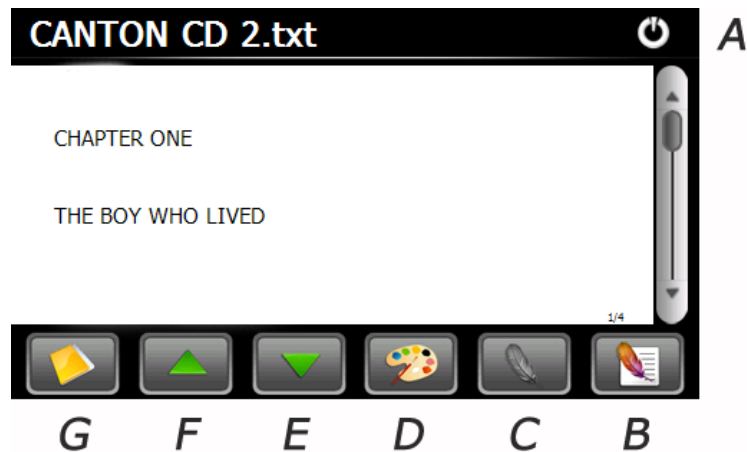 CANTON CD 2.txt
A
CHAPTER ONE
THE BOY WHO LIVED
1/4
G F E D C B